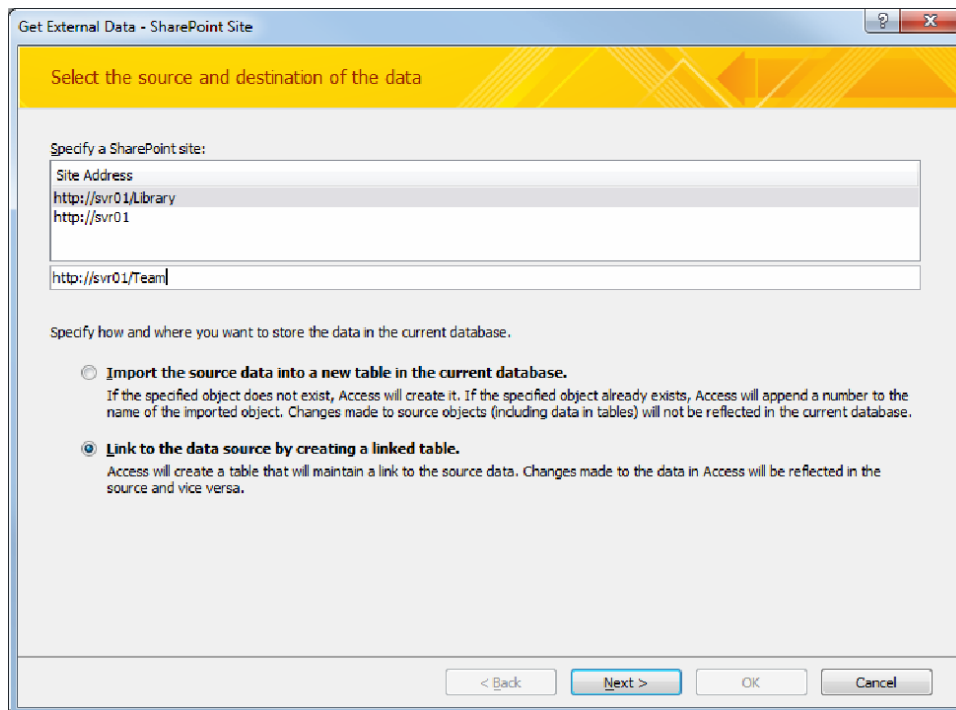 Get External Data - SharePoint Site
?
X
Select the source and destination of the data
Specify a SharePoint site:
Site Address
http://svr01/Library
http://svr01
http://svr01/Team
Specify how and where you want to store the data in the current database.
Import the source data into a new table in the current database.
If the specified object does not exist, Access will create it. If the specified object already exists, Access will append a number to the
name of the imported object. Changes made to source objects (including data in tables) will not be reflected in the current database.
Link to the data source by creating a linked table.
Access will create a table that will maintain a link to the source data. Changes made to the data in Access will be reflected in the
source and vice versa.
< Back
Next >
OK
Cancel